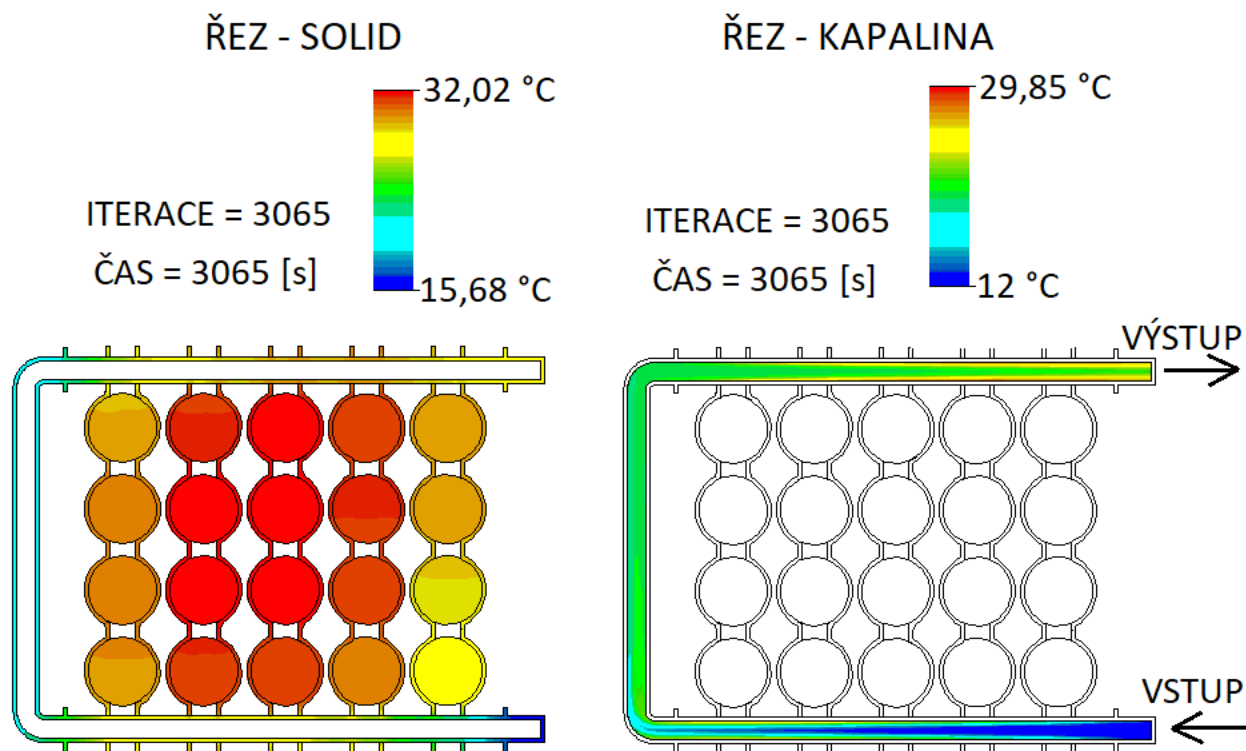 ŘEZ - SOLID
32,02 °C
ITERACE = 3065
ČAS = 3065 [s]
15,68 °C
ŘEZ - KAPALINA
29,85 °C
ITERACE = 3065
ČAS = 3065 [s]
12 °C
VÝSTUP
VSTUP